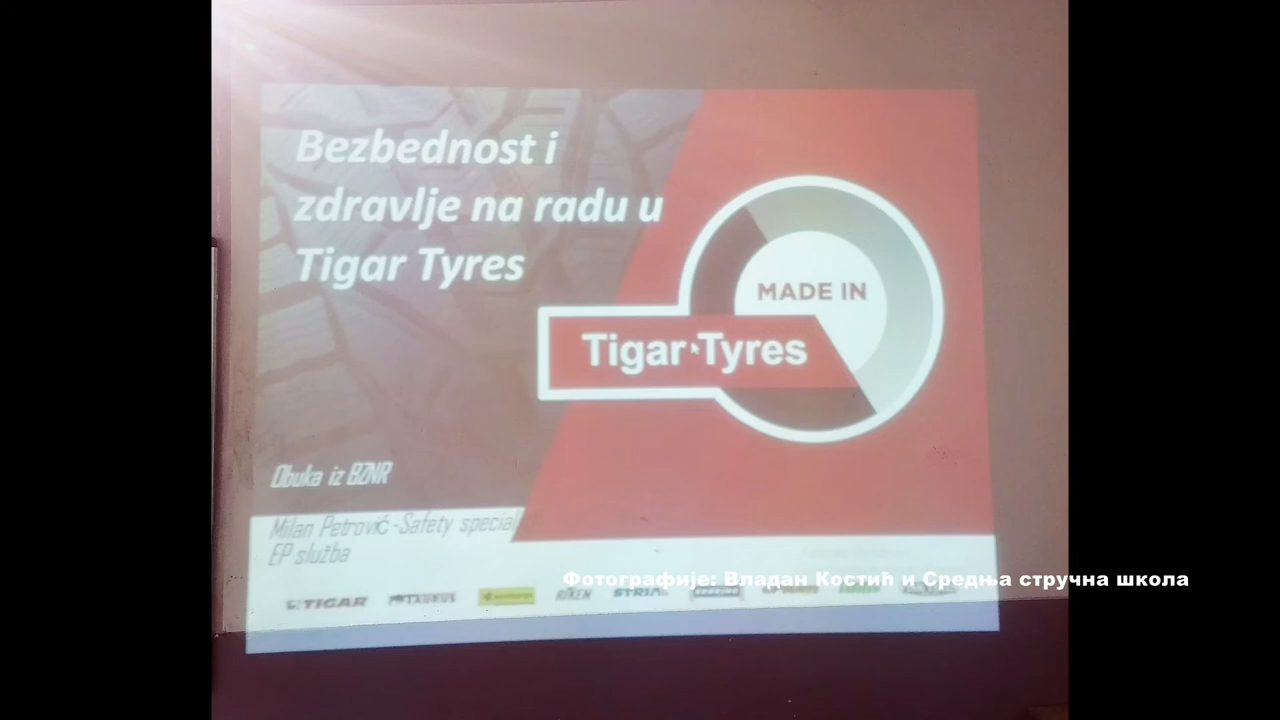 Bezbednost i
zdravlje na radu u
Tigar Tyres
MADE IN
Tigar Tyres
Obuka iz BZNR
Milan Petrović-Safety special
EP služba
Фотографије: Владан Костић и Средња стручна школа
TIGAR TAURUS RIKEN STRIAL